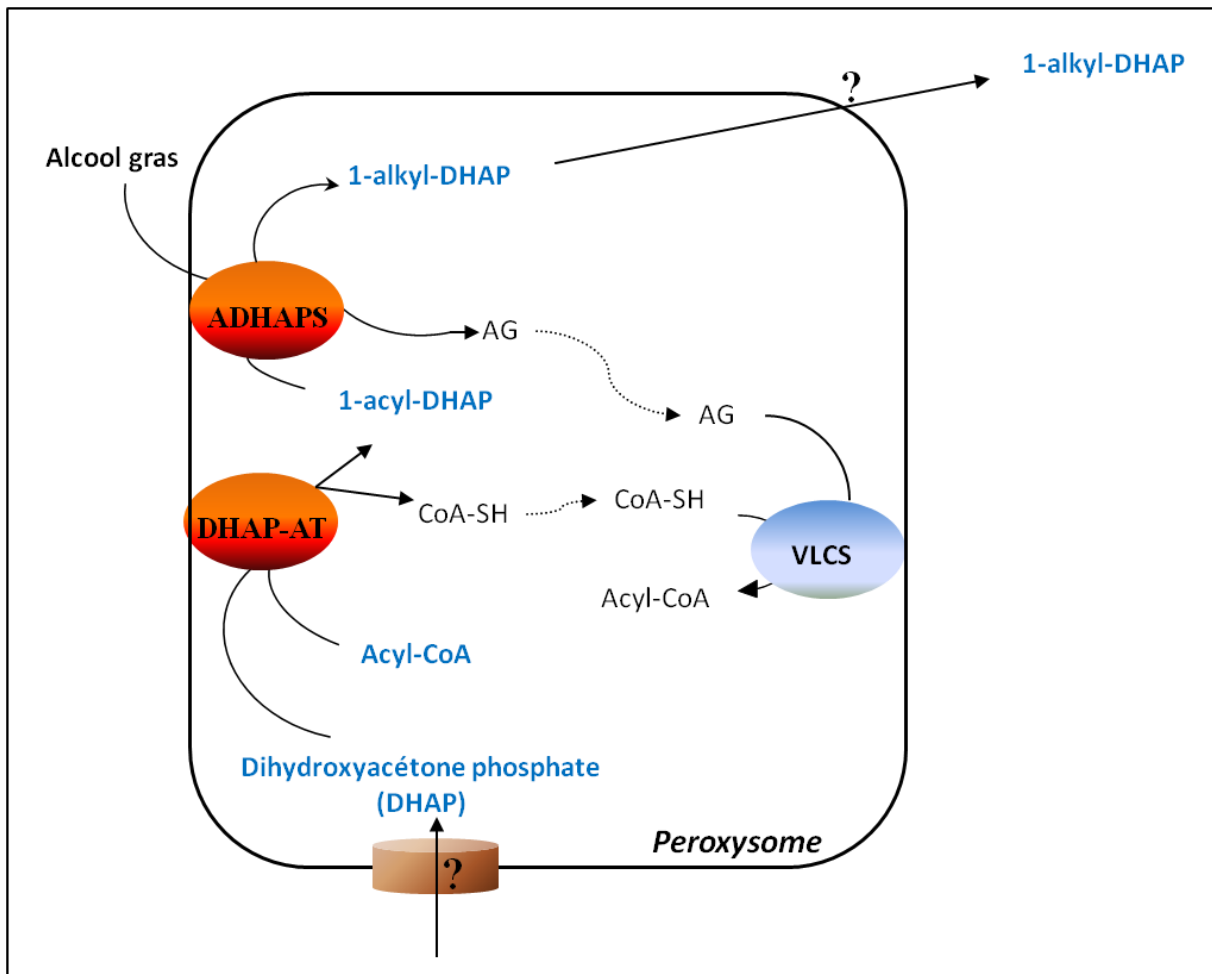 1-alkyl-DHAP
?
Alcool gras
1-alkyl-DHAP
ADHAPS
AG
1-acyl-DHAP
AG
CoA-SH
CoA-SH
DHAP-AT
VLCS
Acyl-CoA
Acyl-CoA
Dihydroxyacétone phosphate
(DHAP)
Peroxysome
?